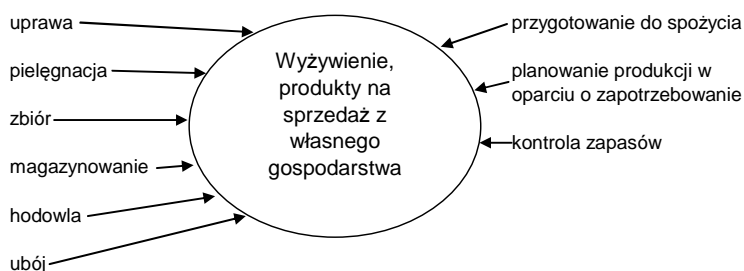 uprawa
pielęgnacja
zbiór
magazynowanie
hodowla
ubój
Wyżywienie,
produkty na
sprzedaż z
własnego
gospodarstwa
przygotowanie do spożycia
planowanie produkcji w
oparciu o zapotrzebowanie
kontrola zapasów